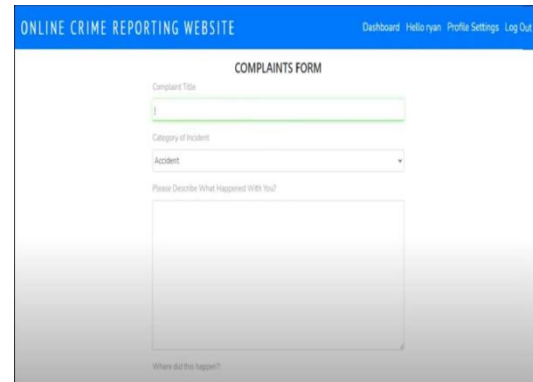 ONLINE CRIME REPORTING WEBSITE
Dashboard Hello ryan Profile Settings Log Out
COMPLAINTS FORM
Complaint Title
Category of Incident
Accident
Please Describe What Happened With You?
Where did this happen?